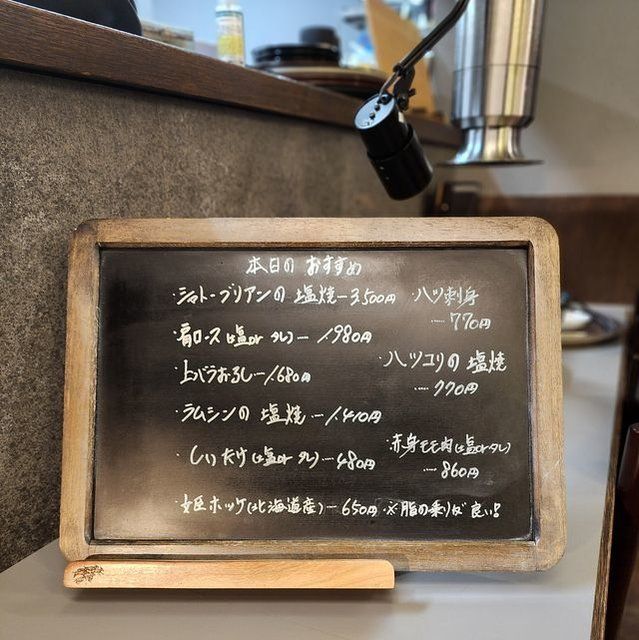 本日の おすすめ
・シャトーブリアンの 塩焼ー3,500円
・肩ロース(塩or タレ)ー 1,980円
・上バラおろしー1,680円
・ラムシンの 塩焼 ー1,410円
・しいたけ(塩or タレ)ー480円
・姫ホッケ(北海道産)ー650円 ※脂の乗りが 良い!!
・ハツ刺身
ー770円
・ハツコリの 塩焼
ー770円
・赤身モモ肉(塩orタレ)
ー860円